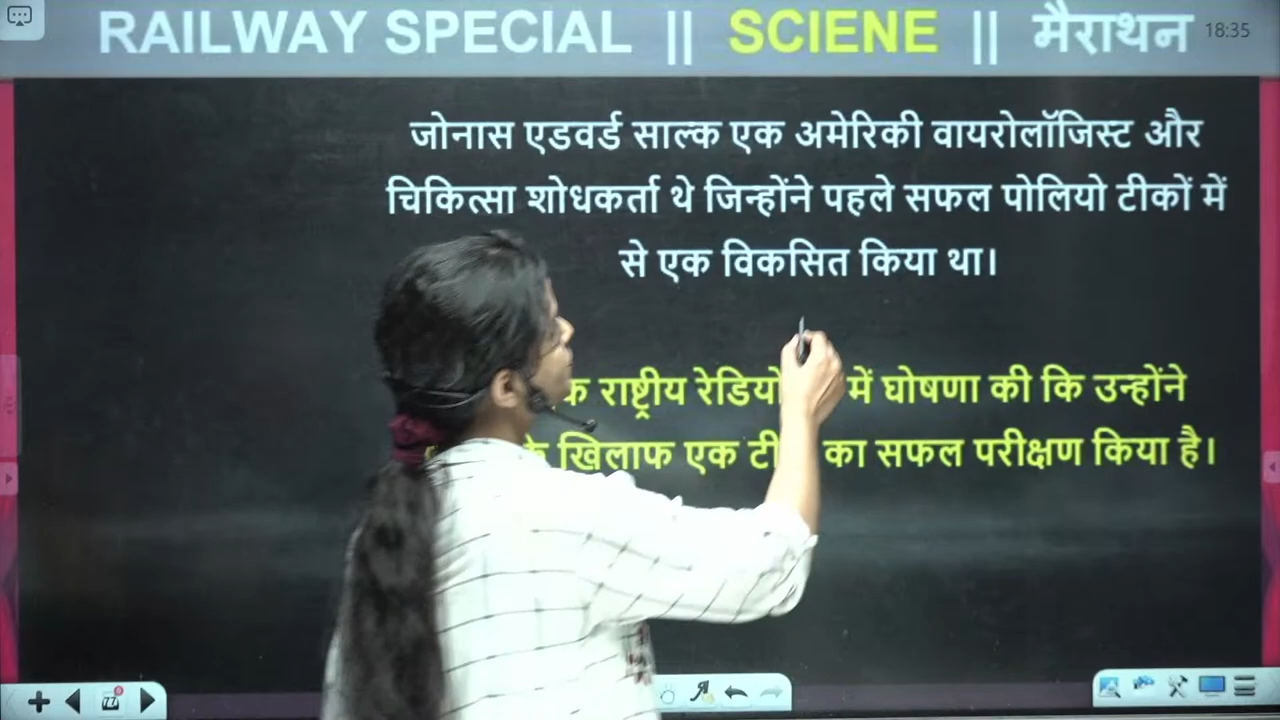 RAILWAY SPECIAL || SCIENE || मैराथन 18:35
जोनास एडवर्ड साल्क एक अमेरिकी वायरोलॉजिस्ट और
चिकित्सा शोधकर्ता थे जिन्होंने पहले सफल पोलियो टीकों में
से एक विकसित किया था।
राष्ट्रीय रेडियो में घोषणा की कि उन्होंने
के खिलाफ एक का सफल परीक्षण किया है।